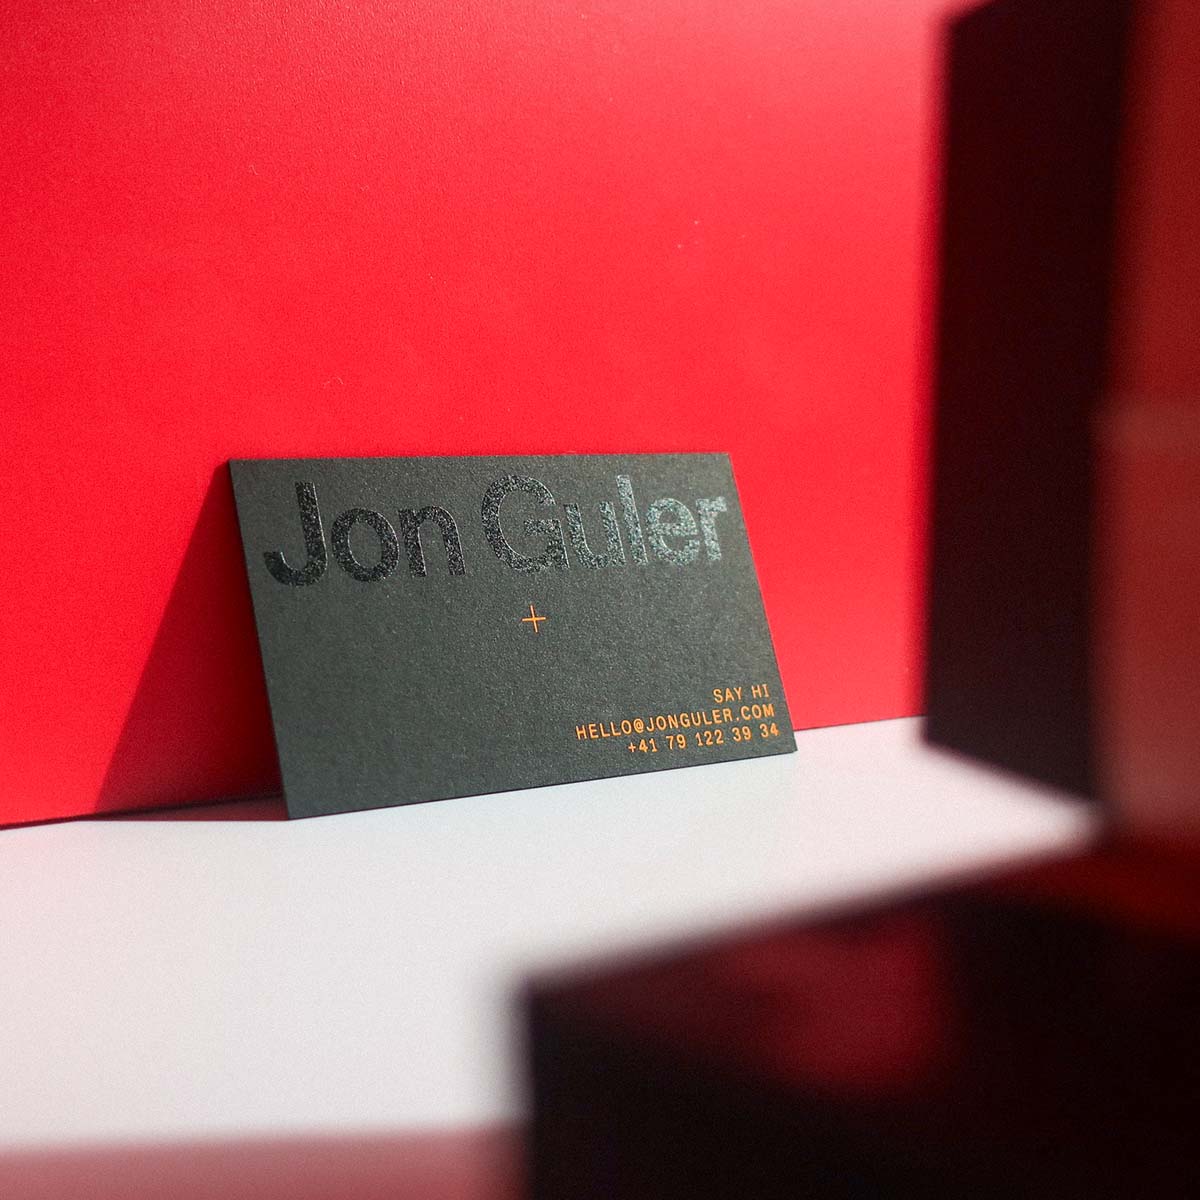 Jon Guler
+
SAY HI
HELLO@JONGULER.COM
+41 79 122 39 34